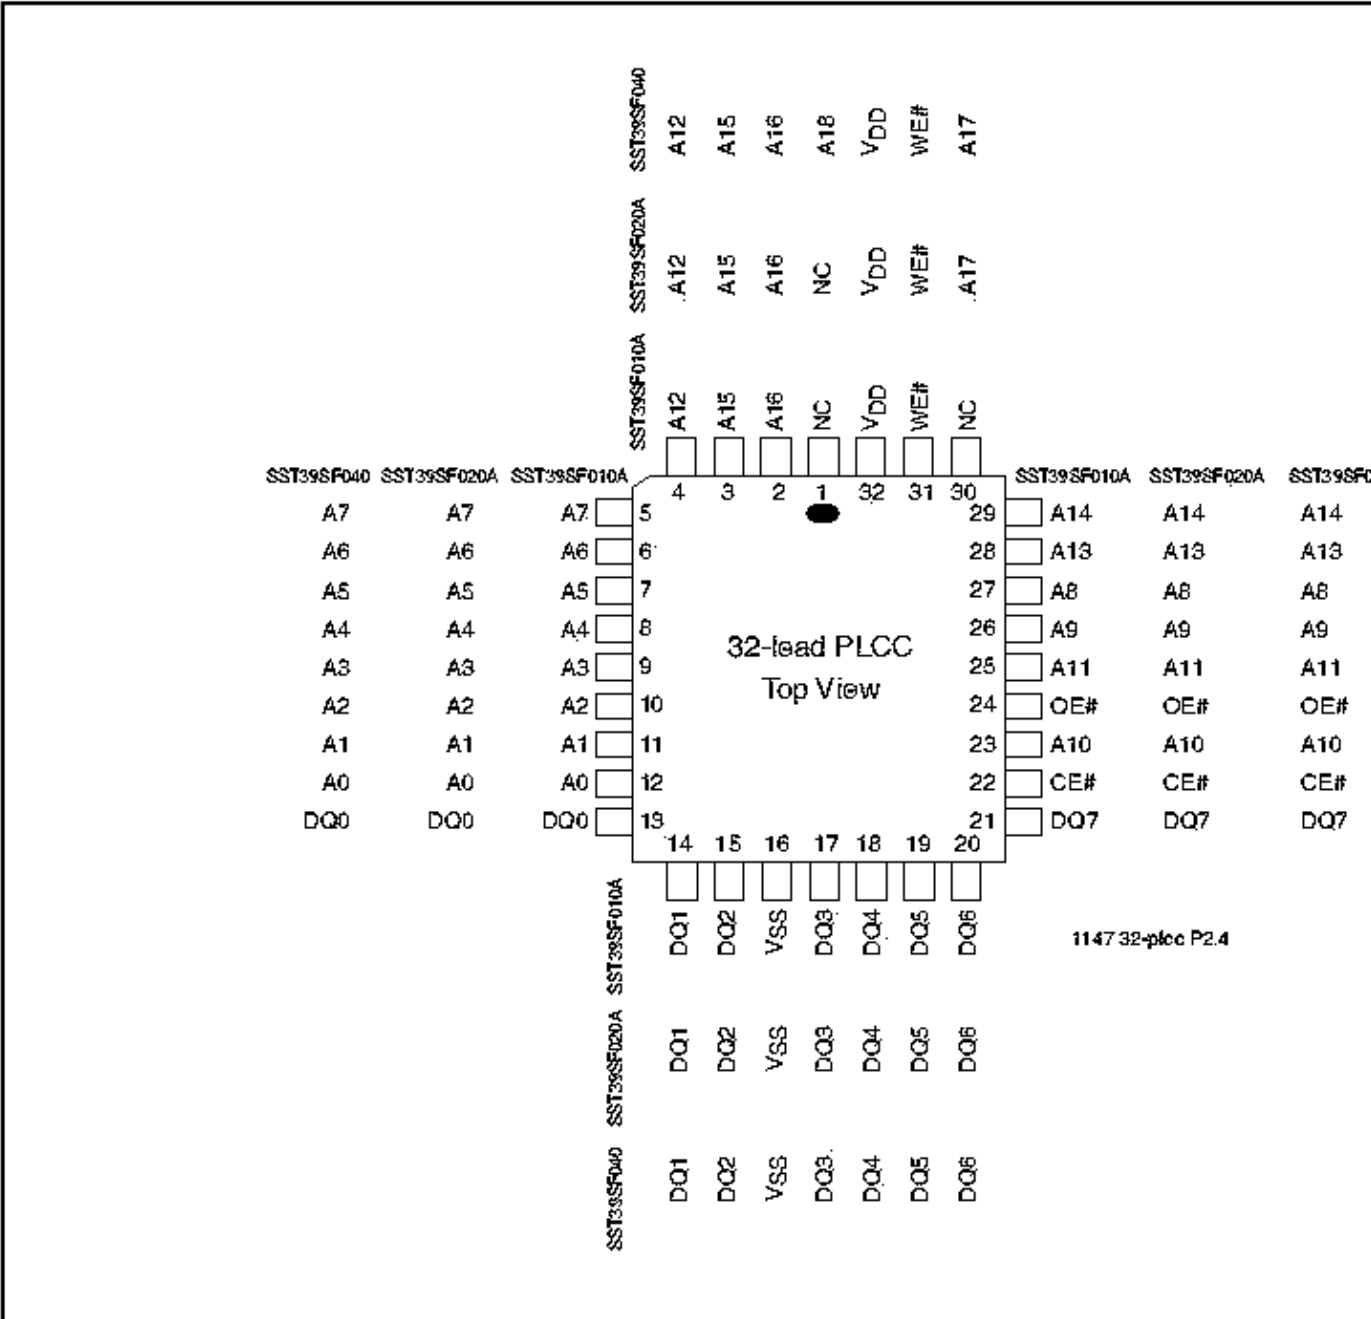 SST39SF040 A12 A15 A16 A18 VDD WE# A17
SST39SF020A A12 A15 A16 NC VDD WE# A17
SST39SF010A A12 A15 A16 NC VDD WE# NC
SST39SF040 SST39SF020A SST39SF010A SST39SF010A SST39SF020A SST39SF0
4 3 2 1 32 31 30
A7 A7 A7 5 29 A14 A14 A14
A6 A6 A6 6 28 A13 A13 A13
A5 A5 A5 7 27 A8 A8 A8
A4 A4 A4 8 26 A9 A9 A9
A3 A3 A3 9 25 A11 A11 A11
A2 A2 A2 10 24 OE# OE# OE#
A1 A1 A1 11 23 A10 A10 A10
A0 A0 A0 12 22 CE# CE# CE#
DQ0 DQ0 DQ0 13 21 DQ7 DQ7 DQ7
32-lead PLCC
Top View
14 15 16 17 18 19 20
SST39SF010A DQ1 DQ2 VSS DQ3 DQ4 DQ5 DQ6
1147 32-plcc P2.4
SST39SF020A DQ1 DQ2 VSS DQ3 DQ4 DQ5 DQ6
SST39SF040 DQ1 DQ2 VSS DQ3 DQ4 DQ5 DQ6